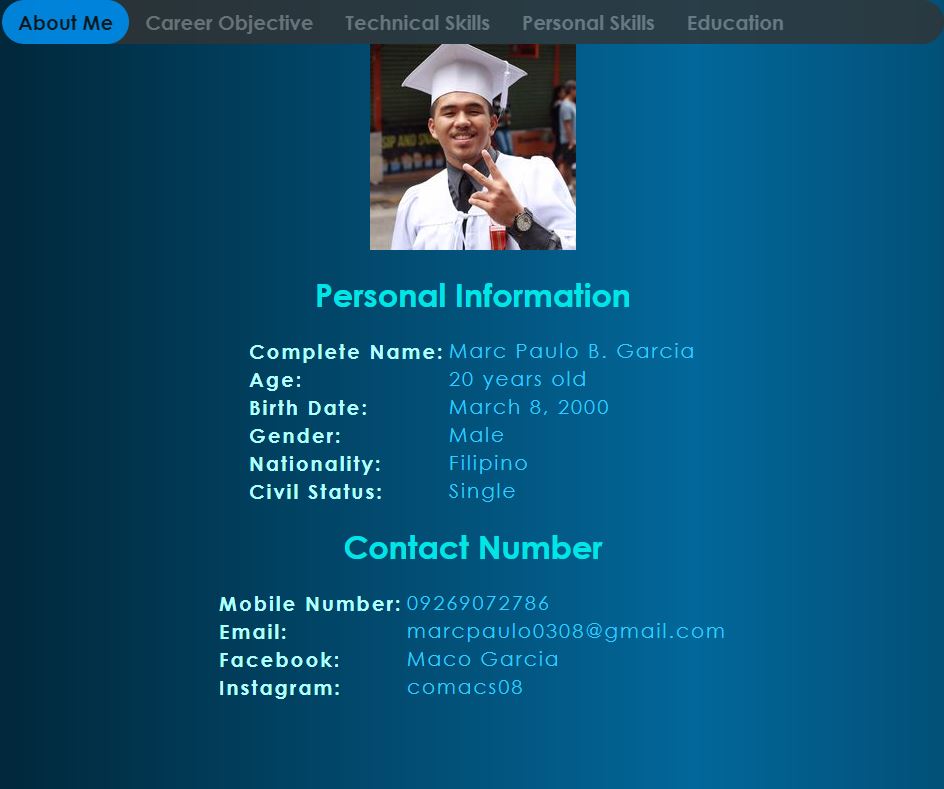 About Me Career Objective Technical Skills Personal Skills Education
SIP AND
Personal Information
Complete Name: Marc Paulo B. Garcia
Age: 20 years old
Birth Date: March 8, 2000
Gender: Male
Nationality: Filipino
Civil Status: Single
Contact Number
Mobile Number: 09269072786
Email: marcpaulo0308@gmail.com
Facebook: Maco Garcia
Instagram: comacs08